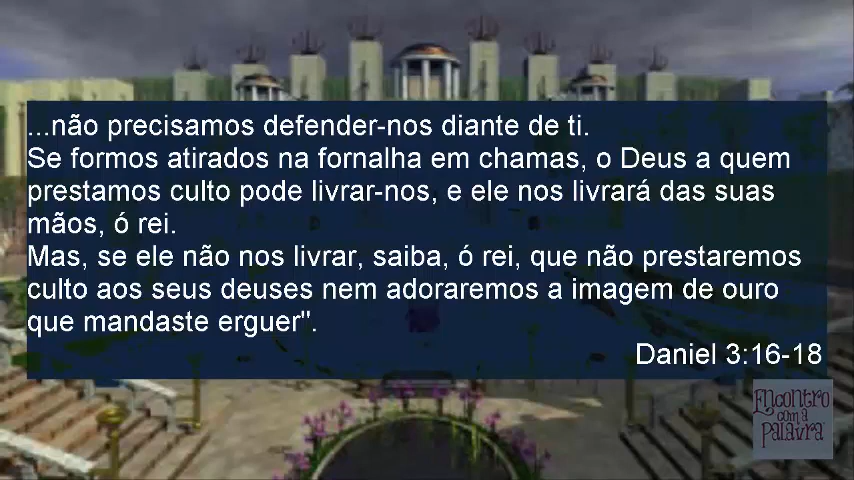 ...não precisamos defender-nos diante de ti.
Se formos atirados na fornalha em chamas, o Deus a quem
prestamos culto pode livrar-nos, e ele nos livrará das suas
mãos, ó rei.
Mas, se ele não nos livrar, saiba, ó rei, que não prestaremos
culto aos seus deuses nem adoraremos a imagem de ouro
que mandaste erguer".
Daniel 3:16-18
Encontro
com a
Palavra